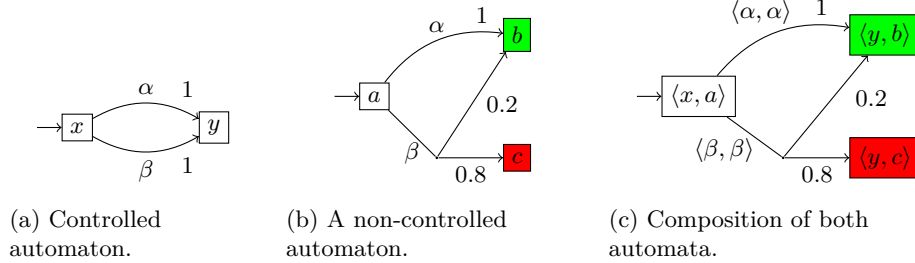 α 1
x y
β 1
(a) Controlled
automaton.
α 1
b
a
0.2
β
c
0.8
(b) A non-controlled
automaton.
⟨α, α⟩ 1
⟨y, b⟩
⟨x, a⟩
0.2
⟨β, β⟩
⟨y, c⟩
0.8
(c) Composition of both
automata.